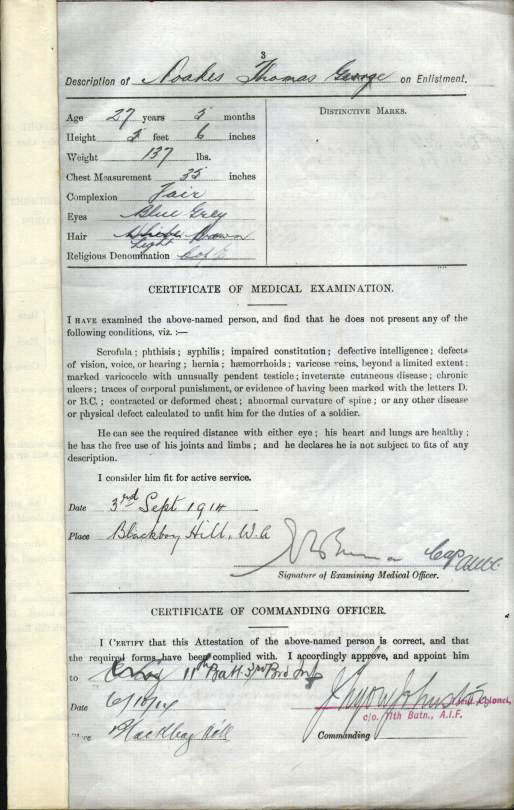 3
Description of Noakes Thomas George on Enlistment.
Age 27 years 5 months
Height 5 feet 6 inches
Weight 137 lbs.
Chest Measurement 35 inches
Complexion Fair
Eyes Blue Grey
Hair Light Brown
Religious Denomination
DISTINCTIVE MARKS.
CERTIFICATE OF MEDICAL EXAMINATION.
I HAVE examined the above-named person, and find that he does not present any of the
following conditions, viz. :—
Scrofula ; phthisis ; syphilis ; impaired constitution ; defective intelligence ; defects
of vision, voice, or hearing ; hernia ; hæmorrhoids ; varicose veins, beyond a limited extent ;
marked varicocele with unusually pendent testicle ; inveterate cutaneous disease ; chronic
ulcers ; traces of corporal punishment, or evidence of having been marked with the letters D.
or B.C. ; contracted or deformed chest ; abnormal curvature of spine ; or any other disease
or physical defect calculated to unfit him for the duties of a soldier.
He can see the required distance with either eye ; his heart and lungs are healthy ;
he has the free use of his joints and limbs ; and he declares he is not subject to fits of any
description.
I consider him fit for active service.
Date 3rd Sept 1914
Place Blackboy Hill, W.A
Cap AMC
Signature of Examining Medical Officer.
CERTIFICATE OF COMMANDING OFFICER.
I CERTIFY that this Attestation of the above-named person is correct, and that
the required forms have been complied with. I accordingly approve, and appoint him
to 11th Batt 3rd Brd Inf
Date 6/10/14
Johnston
Lieut Colonel,
c/o. 11th Batn., A.I.F.
Blackboy Hill
Commanding